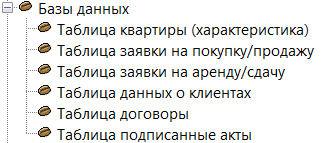 Базы данных
Таблица квартиры (характеристика)
Таблица заявки на покупку/продажу
Таблица заявки на аренду/сдачу
Таблица данных о клиентах
Таблица договоры
Таблица подписанные акты